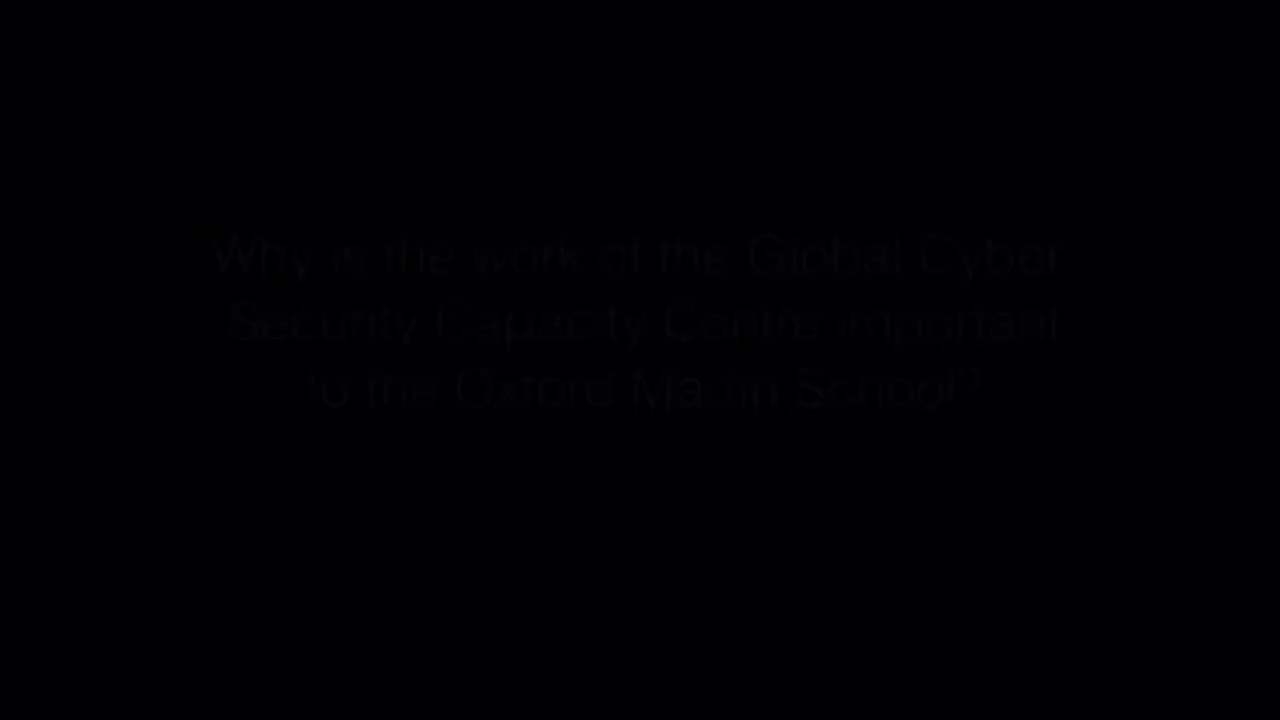 Why is the work of the Global Cyber
Security Capacity Centre important
to the Oxford Martin School?